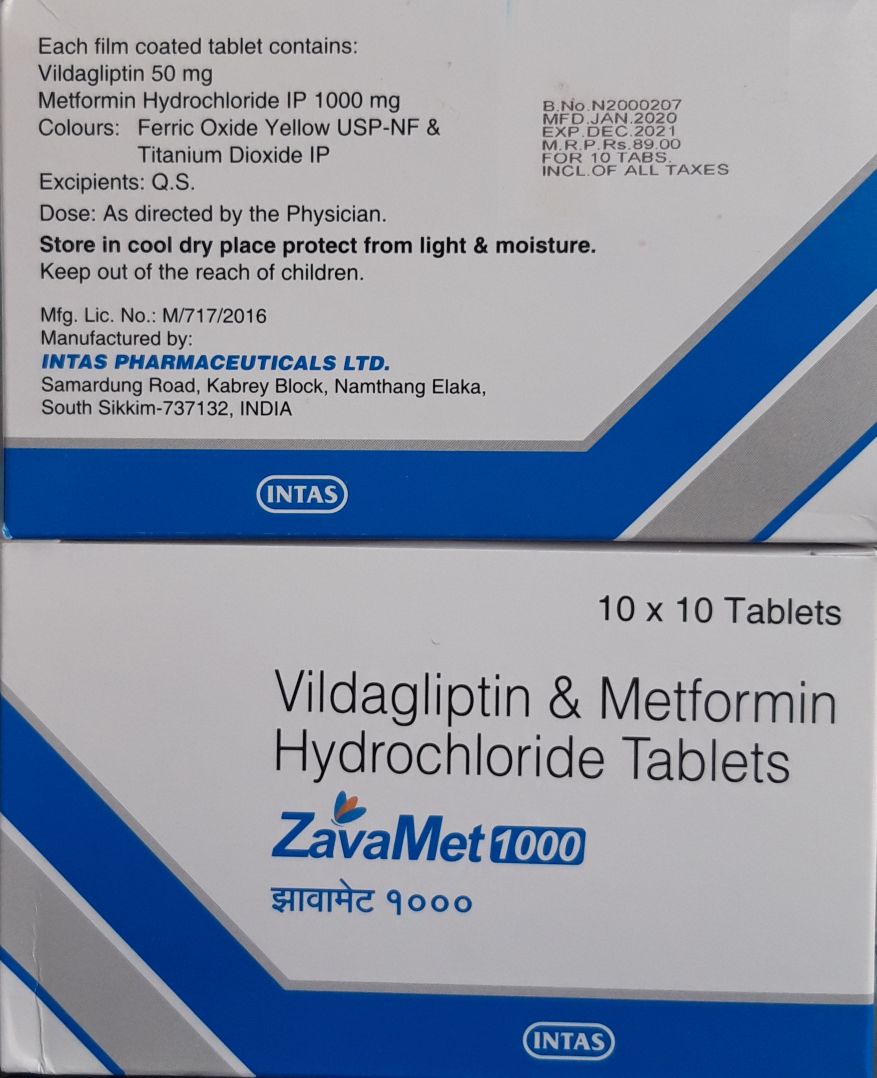 Each film coated tablet contains:
Vildagliptin 50 mg
Metformin Hydrochloride IP 1000 mg
Colours: Ferric Oxide Yellow USP-NF &
Titanium Dioxide IP
Excipients: Q.S.
Dose: As directed by the Physician.
Store in cool dry place protect from light & moisture.
Keep out of the reach of children.
Mfg. Lic. No.: M/717/2016
Manufactured by:
INTAS PHARMACEUTICALS LTD.
Samardung Road, Kabrey Block, Namthang Elaka,
South Sikkim-737132, INDIA
B.No.N2000207
MFD.JAN.2020
EXP.DEC.2021
M.R.P.Rs.89.00
FOR 10 TABS.
INCL.OF ALL TAXES
INTAS
10 x 10 Tablets
Vildagliptin & Metformin
Hydrochloride Tablets
ZavaMet 1000
झावामेट १०००
INTAS